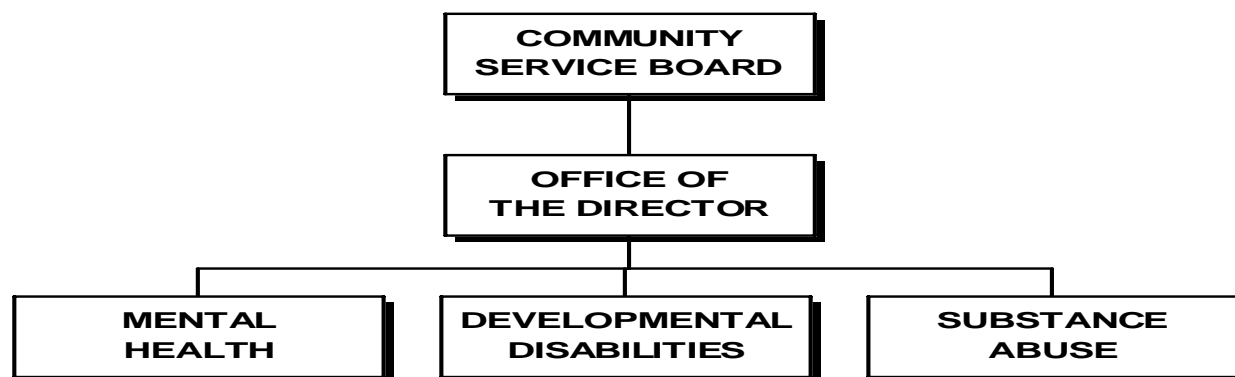 COMMUNITY
SERVICE BOARD
OFFICE OF
THE DIRECTOR
MENTAL
HEALTH
DEVELOPMENTAL
DISABILITIES
SUBSTANCE
ABUSE